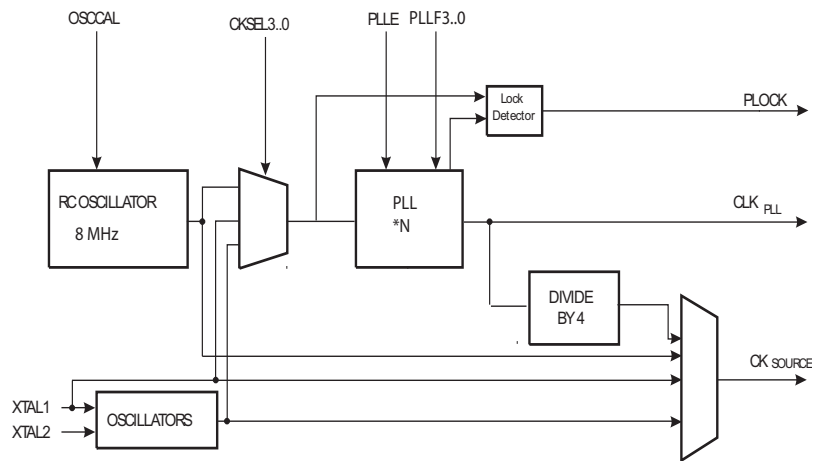 OSCCAL
CKSEL3..0
PLLE PLLF3..0
Lock
Detector
PLOCK
RC OSCILLATOR
8 MHz
PLL
*N
CLK PLL
DIVIDE
BY 4
CK SOURCE
XTAL1
XTAL2
OSCILLATORS